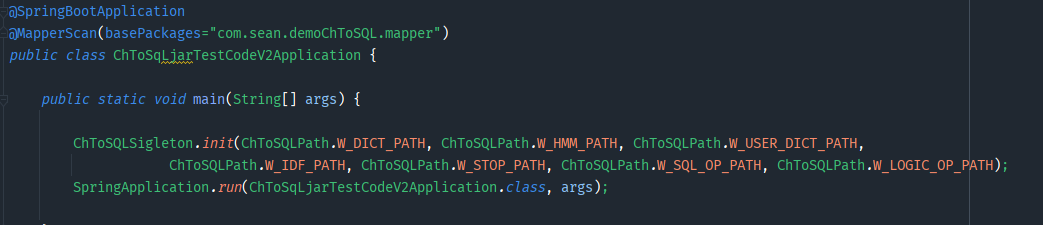 @SpringBootApplication
@MapperScan(basePackages="com.sean.demoChToSQL.mapper")
public class ChToSqLjarTestCodeV2Application {
public static void main(String[] args) {
ChToSQLSigleton.init(ChToSQLPath.W_DICT_PATH, ChToSQLPath.W_HMM_PATH, ChToSQLPath.W_USER_DICT_PATH,
ChToSQLPath.W_IDF_PATH, ChToSQLPath.W_STOP_PATH, ChToSQLPath.W_SQL_OP_PATH, ChToSQLPath.W_LOGIC_OP_PATH);
SpringApplication.run(ChToSqLjarTestCodeV2Application.class, args);